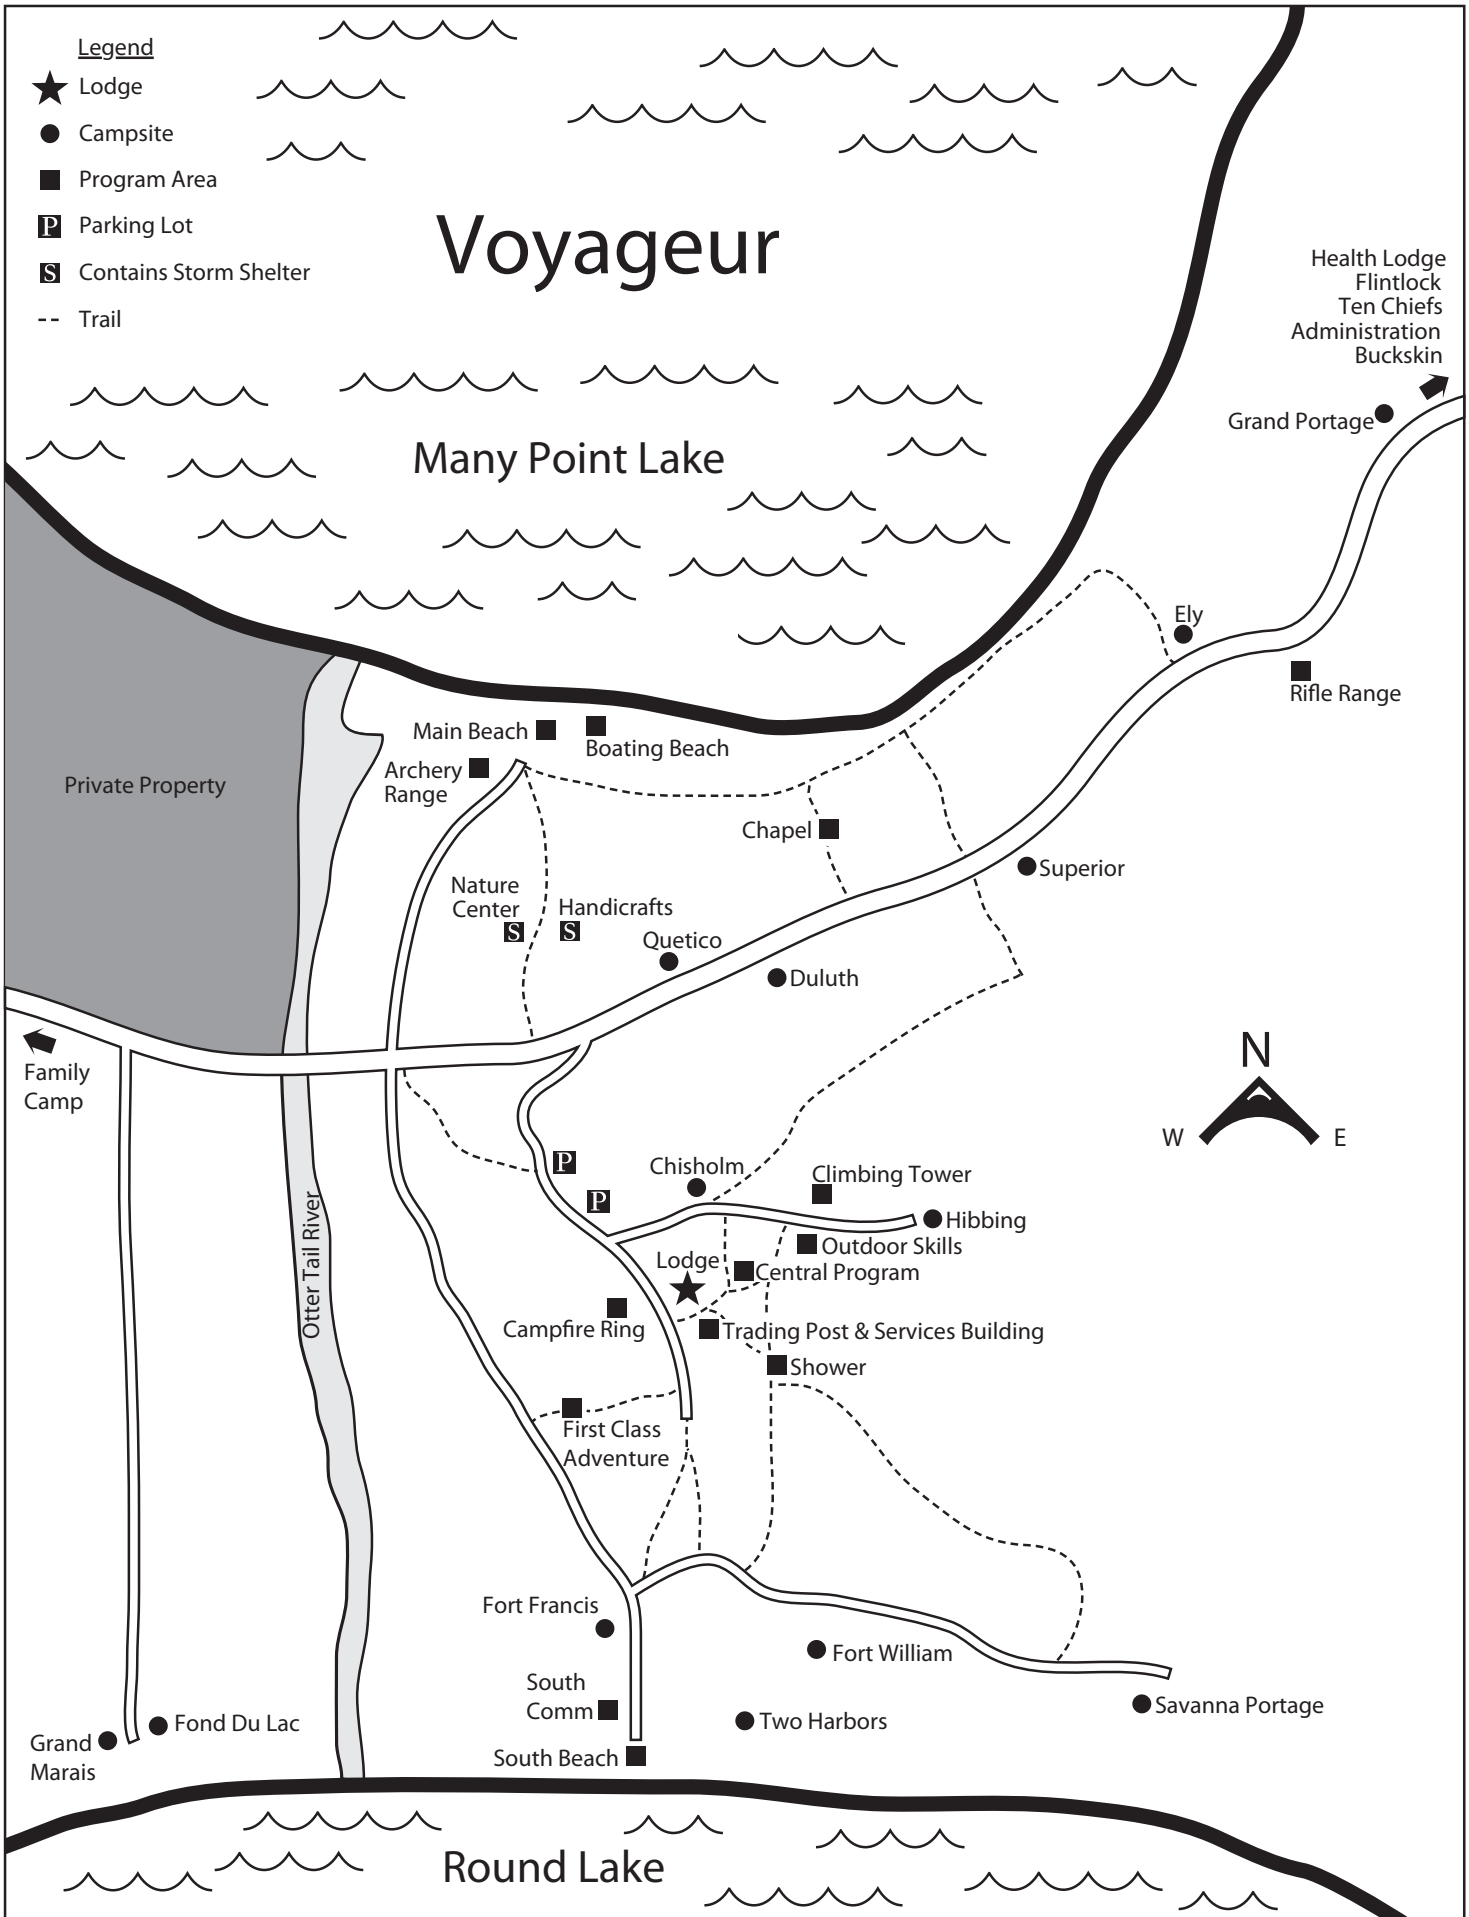 Legend
Lodge
Campsite
Program Area
P Parking Lot
S Contains Storm Shelter
-- Trail
Voyageur
Health Lodge
Flintlock
Ten Chiefs
Administration
Buckskin
Grand Portage
Many Point Lake
Ely
Rifle Range
Private Property
Main Beach
Boating Beach
Archery
Range
Chapel
Superior
Nature
Center
S
Handicrafts
S
Quetico
Duluth
Family
Camp
N
W
E
P
P
Chisholm
Climbing Tower
Hibbing
Outdoor Skills
Lodge
Central Program
Otter Tail River
Campfire Ring
Trading Post & Services Building
Shower
First Class
Adventure
Fort Francis
Fort William
South
Comm
Savanna Portage
Two Harbors
Fond Du Lac
Grand
Marais
South Beach
Round Lake